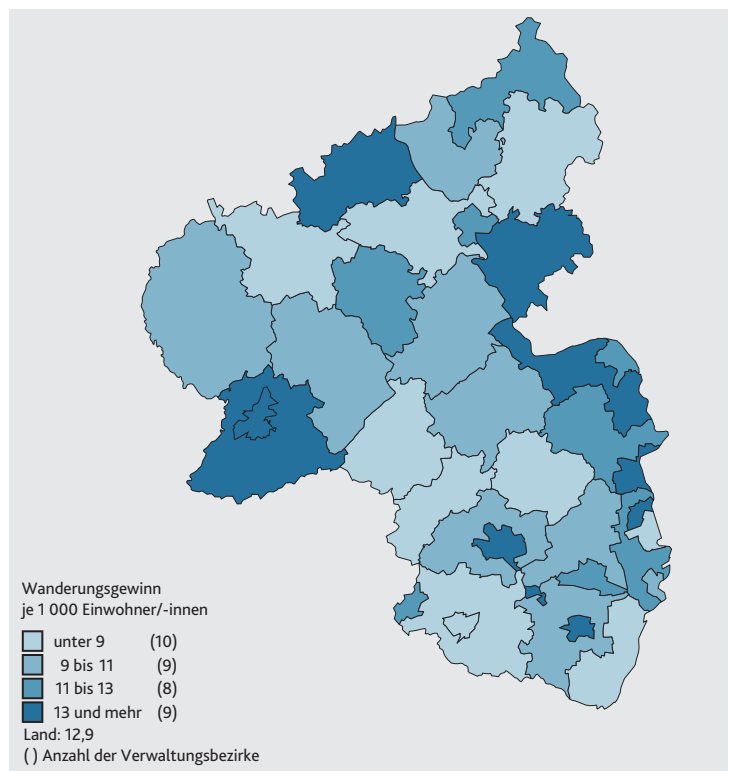 Wanderungsgewinn
je 1 000 Einwohner/-innen
unter 9 (10)
9 bis 11 (9)
11 bis 13 (8)
13 und mehr (9)
Land: 12,9
( ) Anzahl der Verwaltungsbezirke